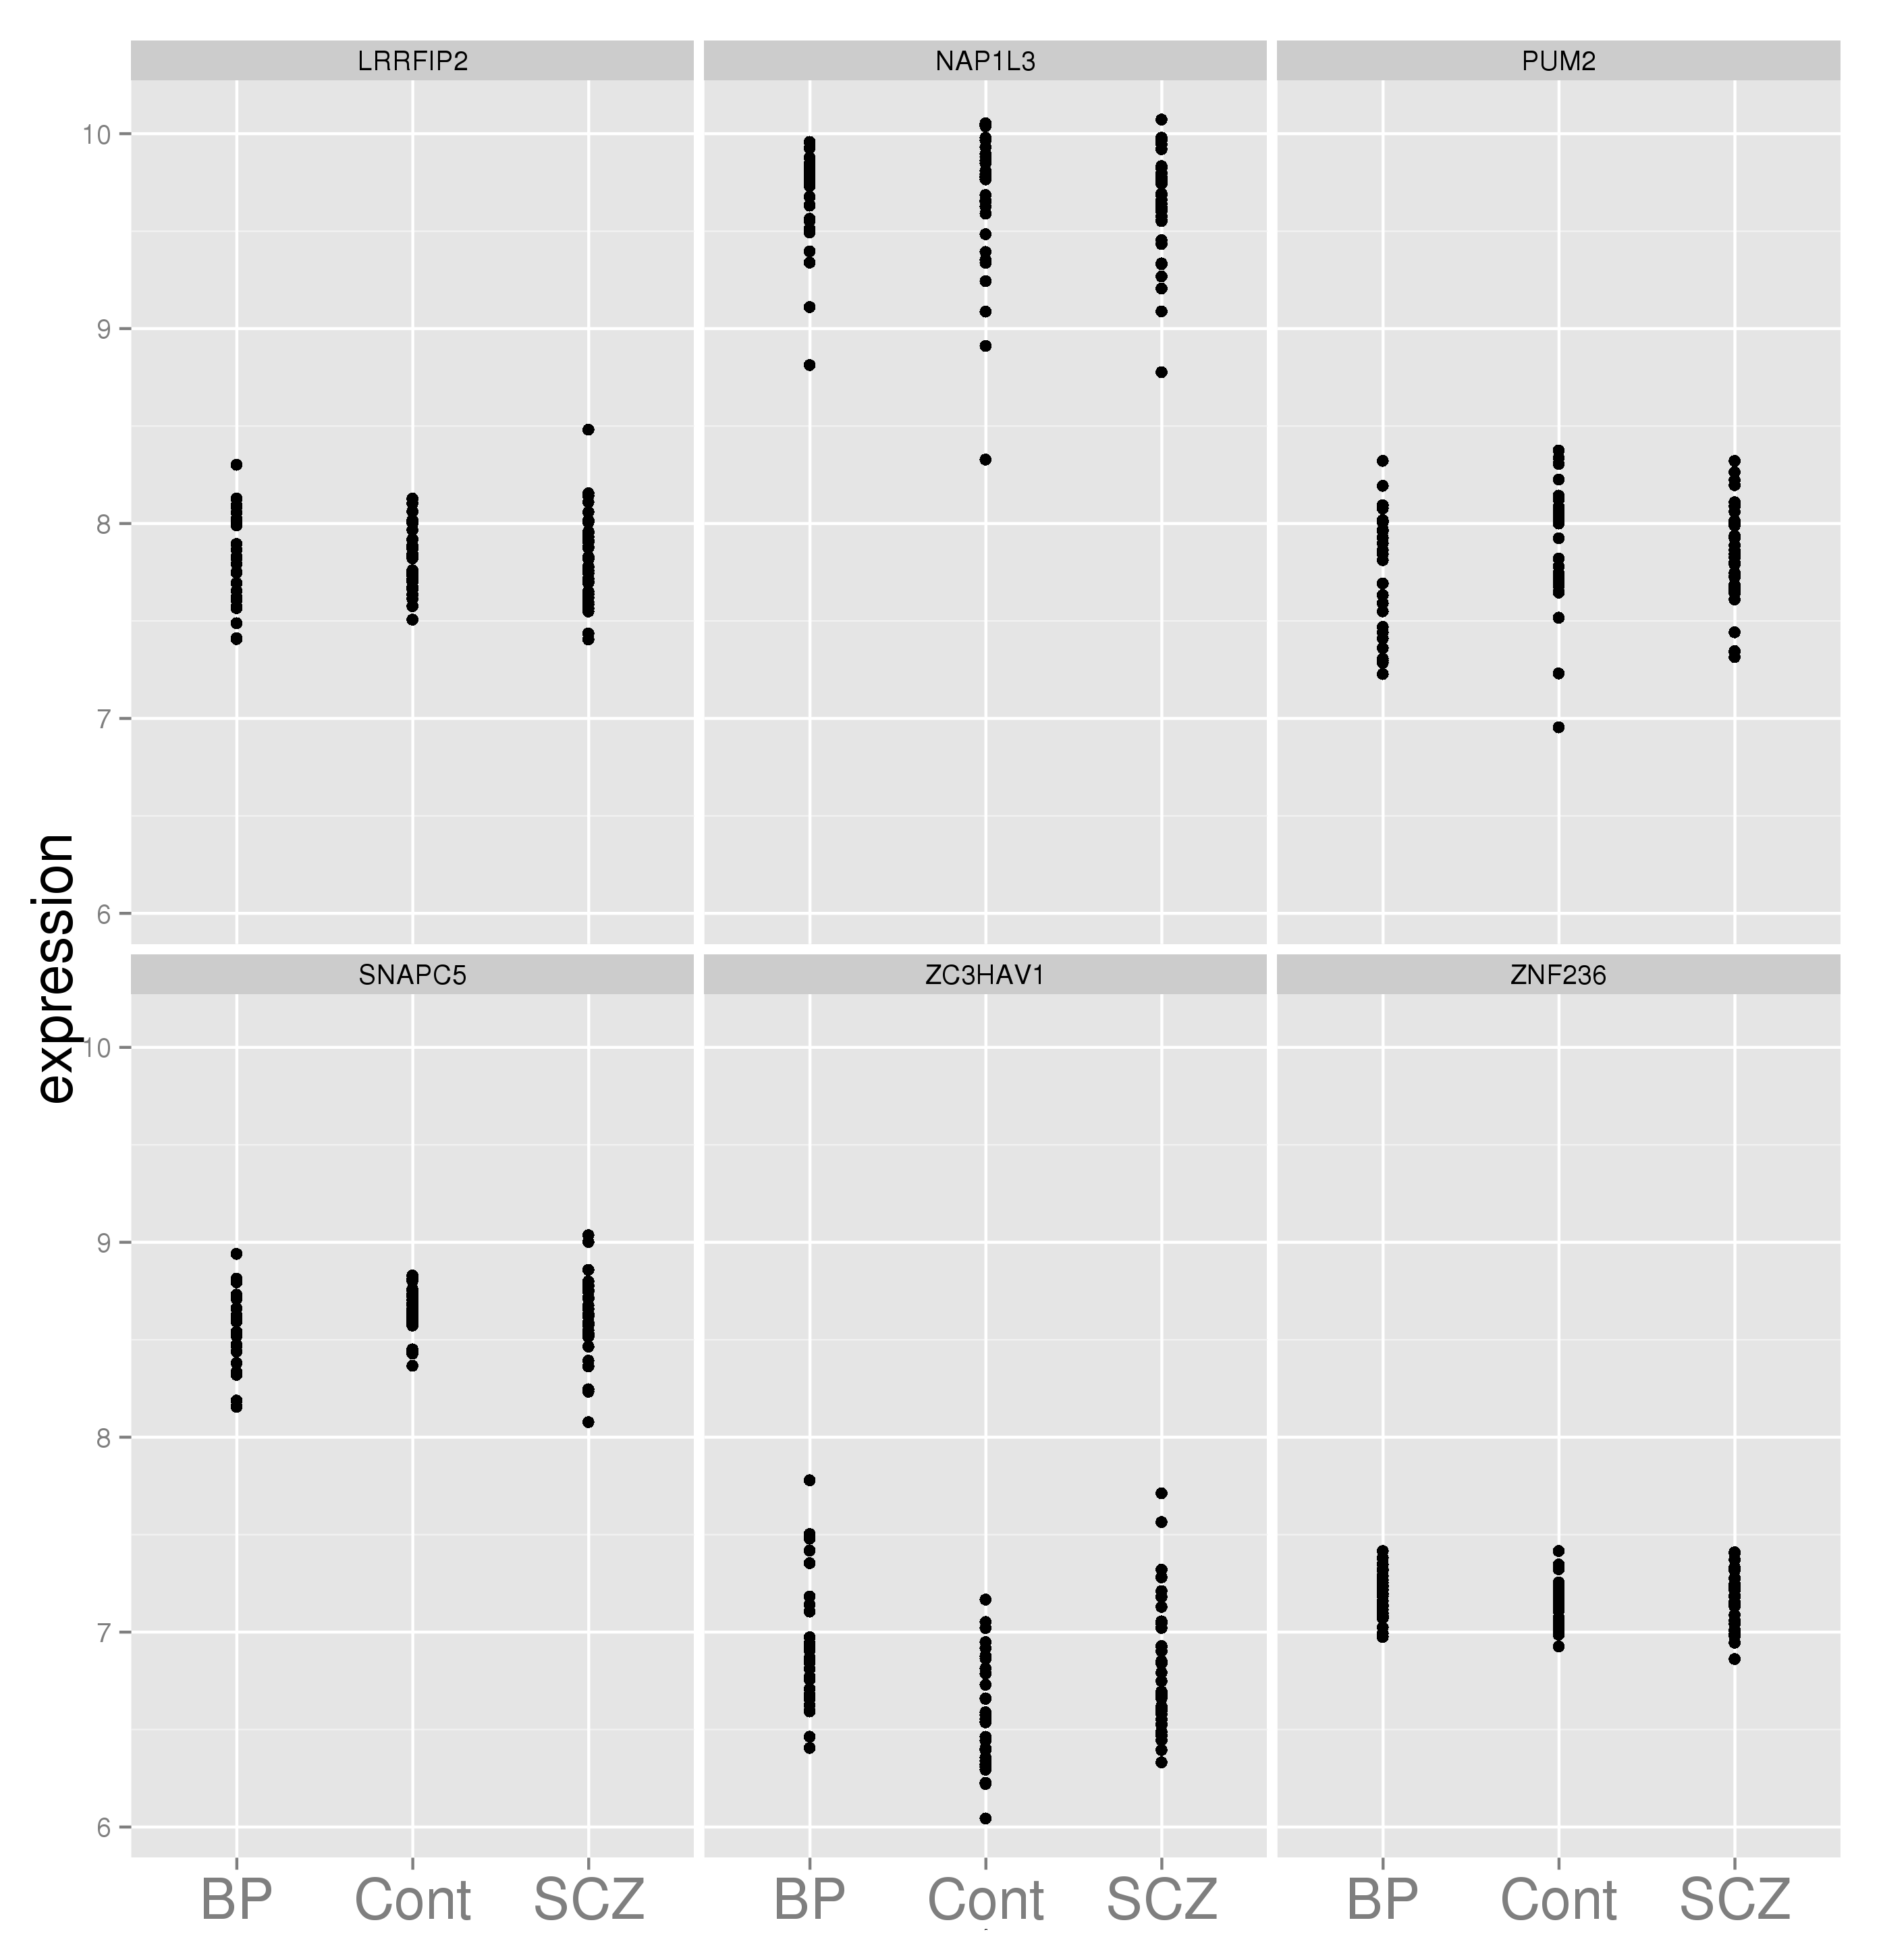 LRRFIP2 NAP1L3 PUM2
10
9
8
7
6
expression
SNAPC5 ZC3HAV1 ZNF236
10
9
8
7
6
BP Cont SCZ BP Cont SCZ BP Cont SCZ